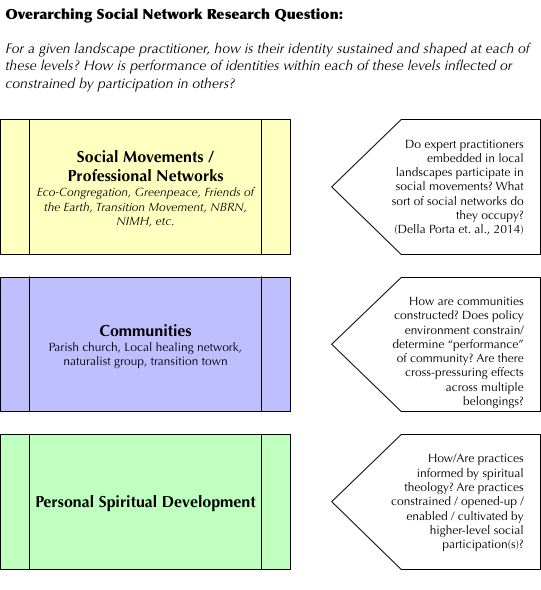 Overarching Social Network Research Question:
For a given landscape practitioner, how is their identity sustained and shaped at each of
these levels? How is performance of identities within each of these levels inflected or
constrained by participation in others?
Social Movements /
Professional Networks
Eco-Congregation, Greenpeace, Friends of
the Earth, Transition Movement, NBRN,
NIMH, etc.
Do expert practitioners
embedded in local
landscapes participate in
social movements? What
sort of social networks do
they occupy?
(Della Porta et. al., 2014)
Communities
Parish church, Local healing network,
naturalist group, transition town
How are communities
constructed? Does policy
environment constrain/
determine “performance”
of community? Are there
cross-pressuring effects
across multiple
belongings?
Personal Spiritual Development
How/Are practices
informed by spiritual
theology? Are practices
constrained / opened-up /
enabled / cultivated by
higher-level social
participation(s)?